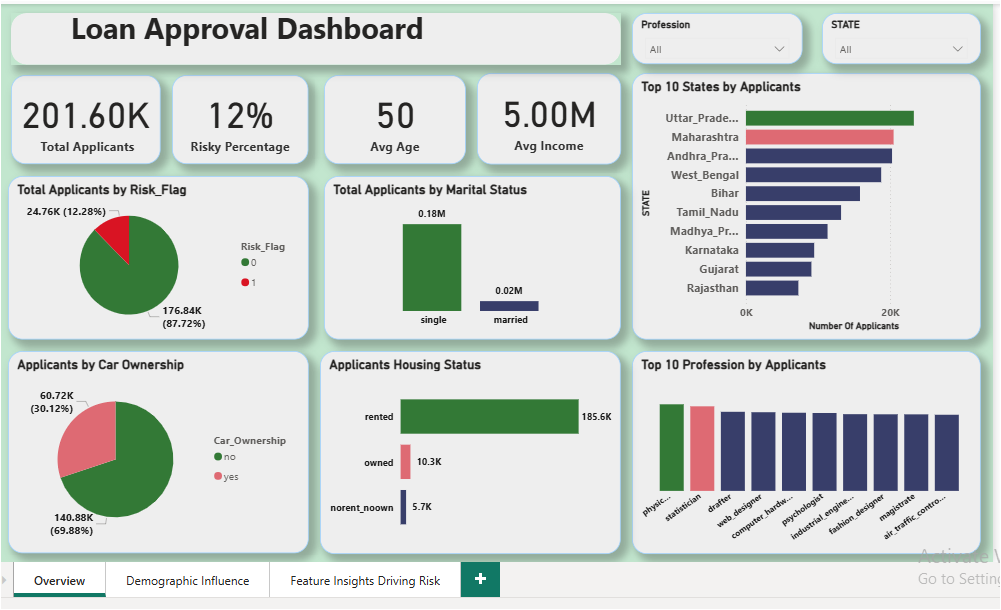 Loan Approval Dashboard
Profession
All
STATE
All
201.60K
Total Applicants
12%
Risky Percentage
50
Avg Age
5.00M
Avg Income
Total Applicants by Risk_Flag
24.76K (12.28%)
176.84K
(87.72%)
Risk_Flag
0
1
Total Applicants by Marital Status
0.18M
0.02M
single
married
Top 10 States by Applicants
STATE
Uttar_Prade...
Maharashtra
Andhra_Pra...
West_Bengal
Bihar
Tamil_Nadu
Madhya_Pr...
Karnataka
Gujarat
Rajasthan
0K
20K
Number Of Applicants
Applicants by Car Ownership
60.72K
(30.12%)
140.88K
(69.88%)
Car_Ownership
no
yes
Applicants Housing Status
rented
185.6K
owned
10.3K
norent_noown
5.7K
Top 10 Profession by Applicants
physic...
statistician
drafter
web_designer
computer_hardw...
psychologist
industrial_engine...
fashion_designer
magistrate
air_traffic_contro...
Activate W
Go to Setting
Overview
Demographic Influence
Feature Insights Driving Risk
+